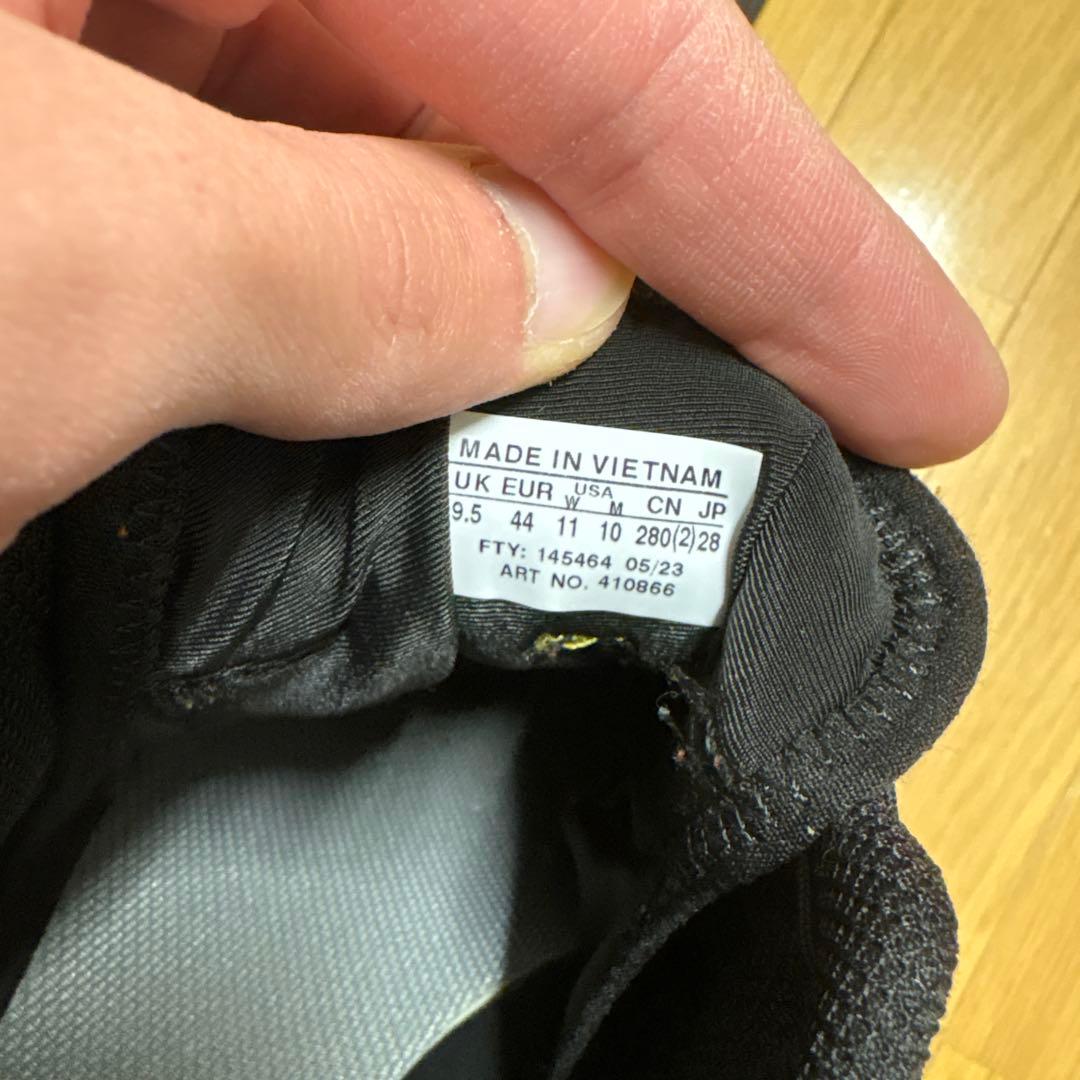 MADE IN VIETNAM
UK EUR USA CN JP
W M
9.5 44 11 10 280(2) 28
FTY: 145464 05/23
ART NO. 410866